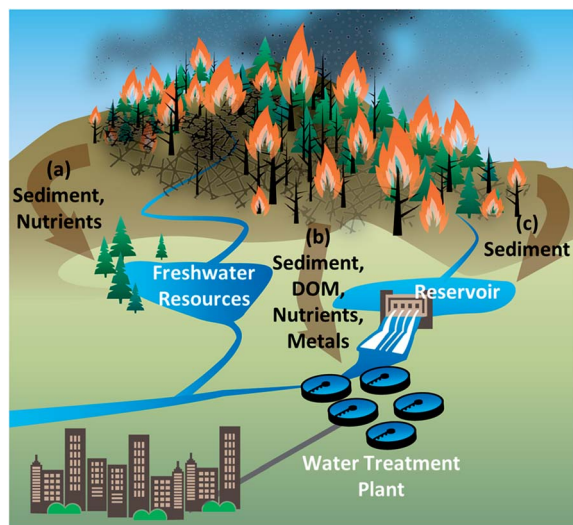 (a)
Sediment,
Nutrients
Freshwater
Resources
(b)
Sediment,
DOM,
Nutrients,
Metals
(c)
Sediment
Reservoir
Water Treatment
Plant